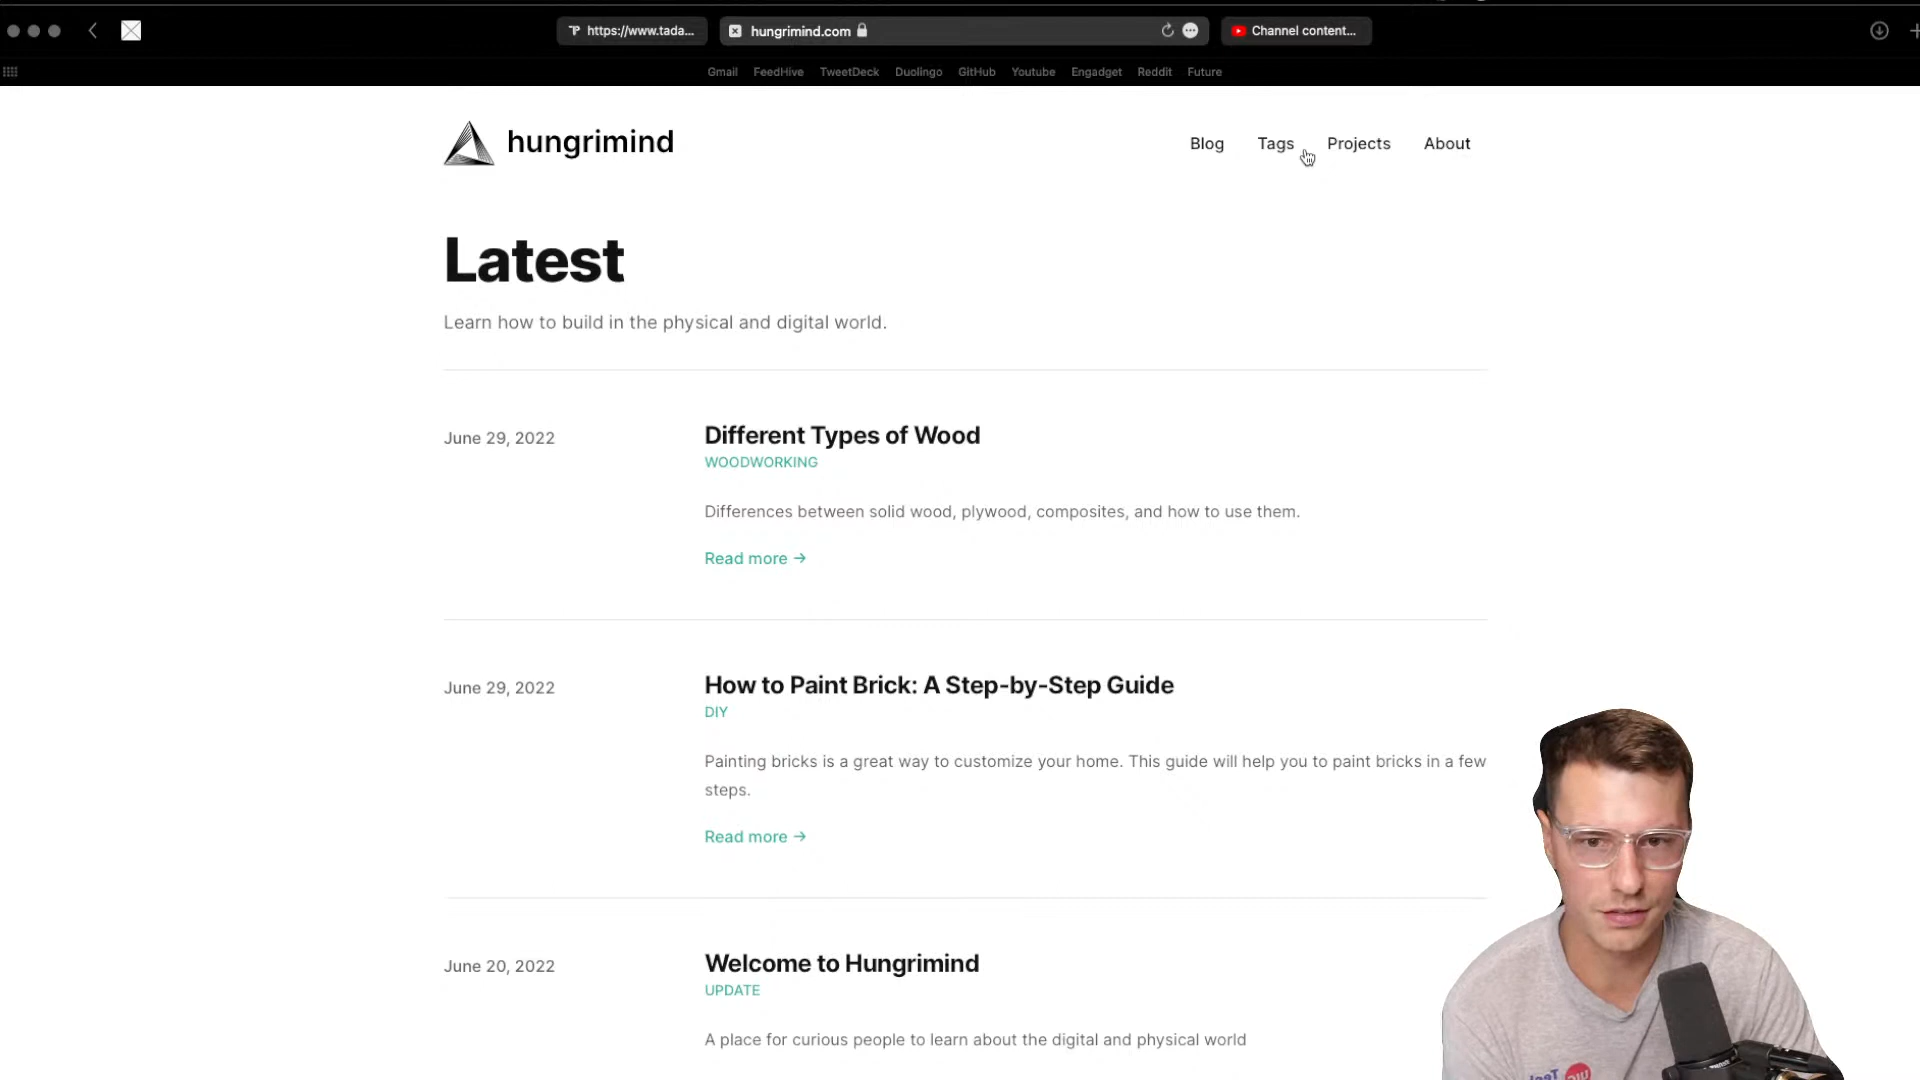 https://www.tada...
hungrimind.com
Channel content...
Gmail FeedHive TweetDeck Duolingo GitHub Youtube Engadget Reddit Future
hungrimind
Blog Tags Projects About
Latest
Learn how to build in the physical and digital world.
June 29, 2022
Different Types of Wood
WOODWORKING
Differences between solid wood, plywood, composites, and how to use them.
Read more →
June 29, 2022
How to Paint Brick: A Step-by-Step Guide
DIY
Painting bricks is a great way to customize your home. This guide will help you to paint bricks in a few
steps.
Read more →
June 20, 2022
Welcome to Hungrimind
UPDATE
A place for curious people to learn about the digital and physical world